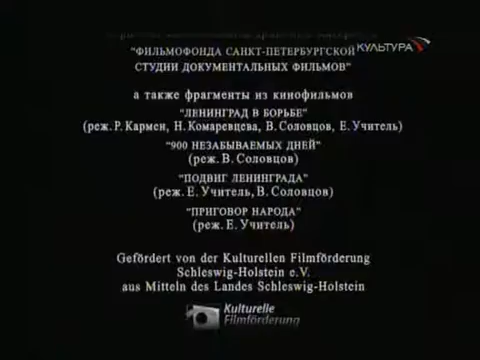 "ФИЛЬМОФОНДА САНКТ-ПЕТЕРБУРГСКОЙ
КУЛЬТУРА
СТУДИИ ДОКУМЕНТАЛЬНЫХ ФИЛЬМОВ"
а также фрагменты из кинофильмов
"ЛЕНИНГРАД В БОРЬБЕ"
(реж. Р. Кармен, Н. Комаревцева, В. Соловцов, Е. Учитель)
"900 НЕЗАБЫВАЕМЫХ ДНЕЙ"
(реж. В. Соловцов)
"ПОДВИГ ЛЕНИНГРАДА"
(реж. Е. Учитель, В. Соловцов)
"ПРИГОВОР НАРОДА"
(реж. Е. Учитель)
Gefördert von der Kulturellen Filmförderung
Schleswig-Holstein e.V.
aus Mitteln des Landes Schleswig-Holstein
Kulturelle
Filmförderung